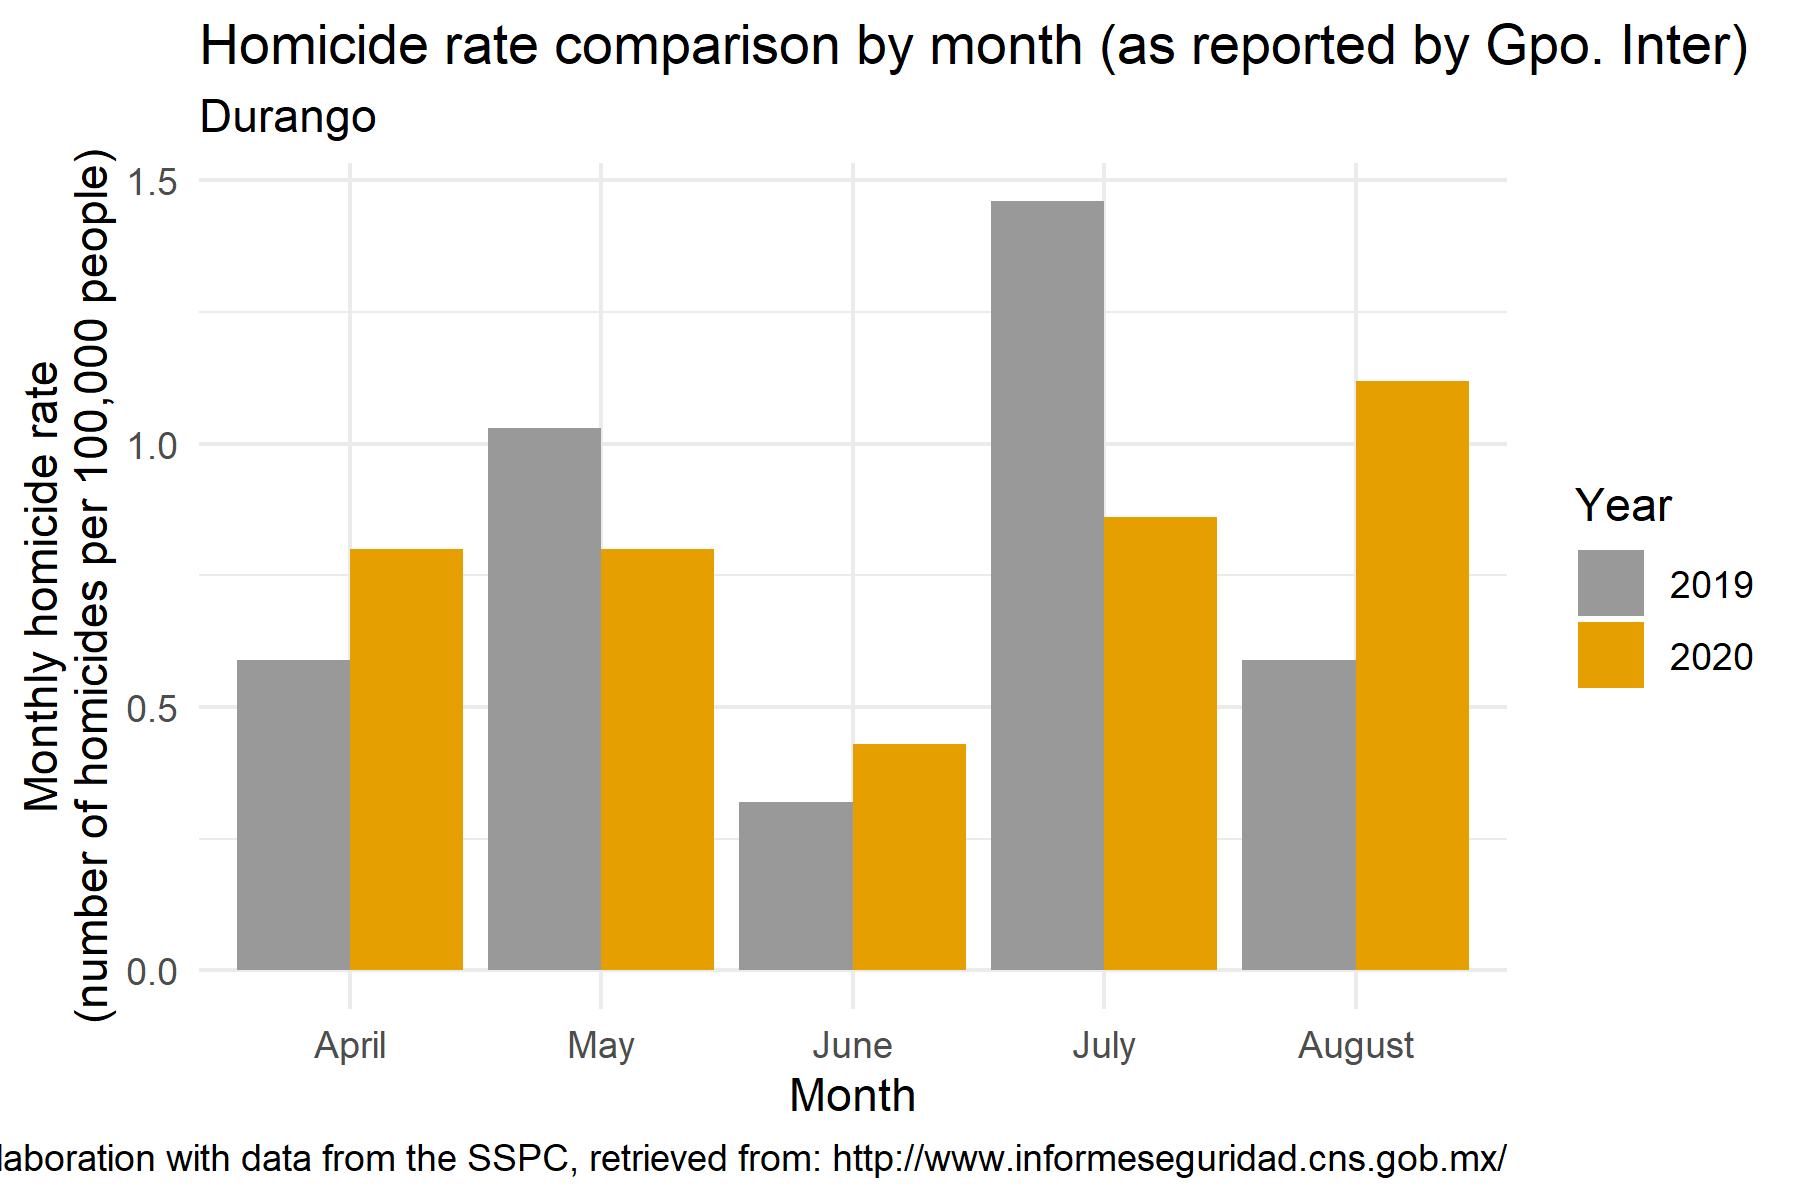 Homicide rate comparison by month (as reported by Gpo. Inter)
Durango
Monthly homicide rate
(number of homicides per 100,000 people)
1.5
1.0
0.5
0.0
April
May
June
July
August
Month
Year
2019
2020
with data from the SSPC, retrieved from: http://www.informeseguridad.cns.gob.mx/